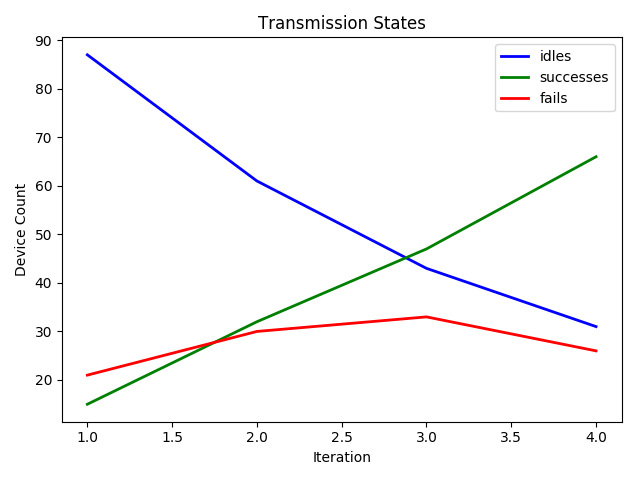 Transmission States
90
80
70
60
50
40
30
20
Device Count
idles
successes
fails
1.0 1.5 2.0 2.5 3.0 3.5 4.0
Iteration